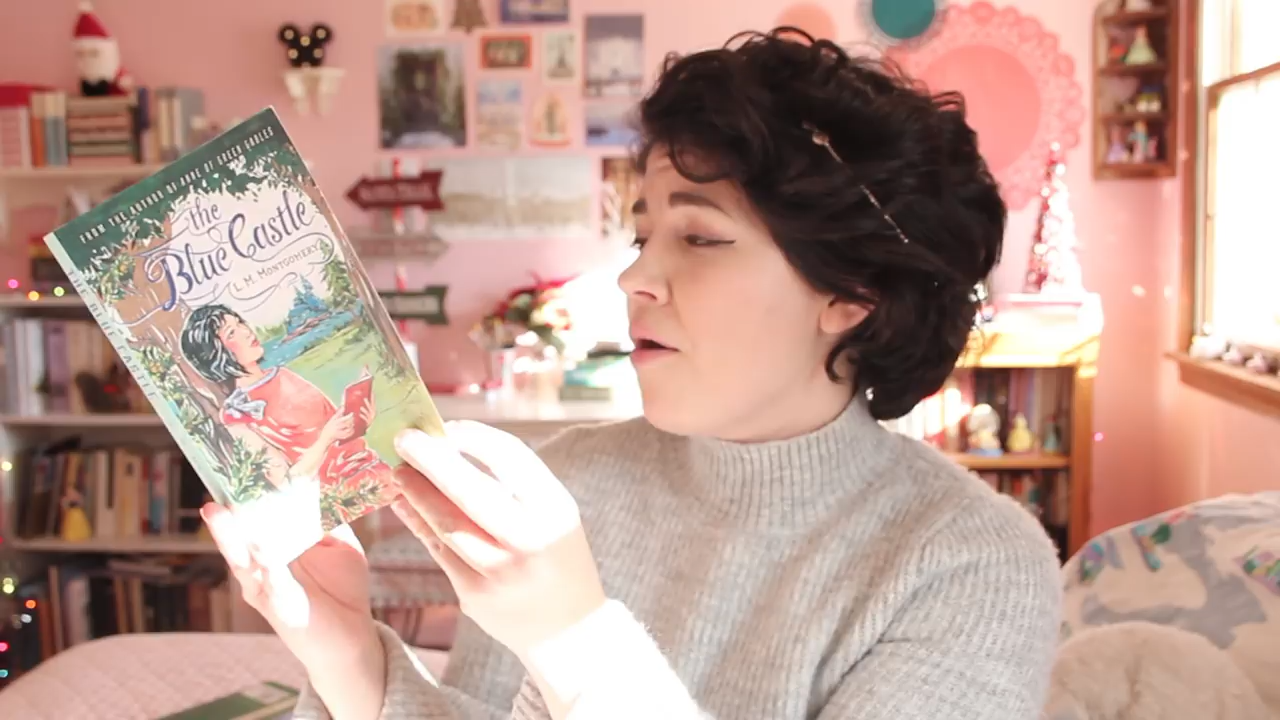 FROM THE AUTHOR OF ANNE OF GREEN GABLES
the
Blue Castle
L. M. MONTGOMERY